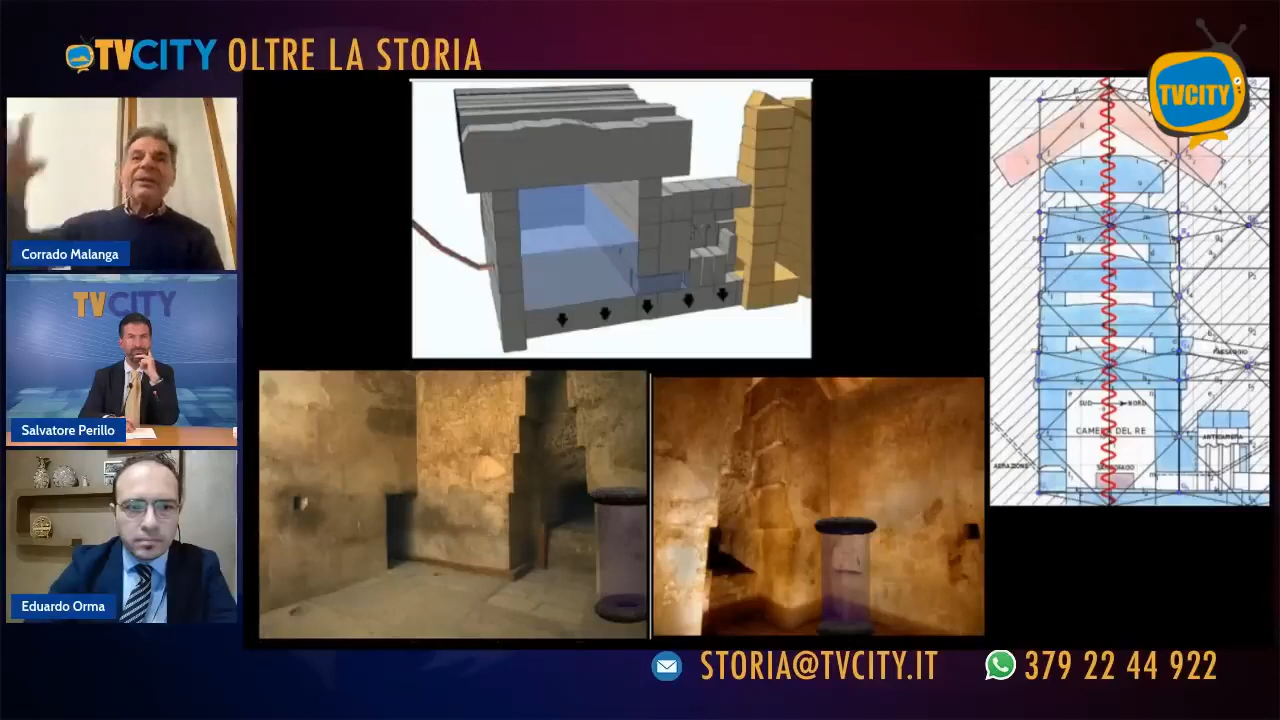 TVCITY OLTRE LA STORIA
TVCITY
Corrado Malanga
TVCITY
Salvatore Perillo
Eduardo Orma
PASSAGGIO
SUD NORD
CAMERA DEL RE
ANTICAMERA
AERAZIONE
SARCOFAGO
STORIA@TVCITY.IT
379 22 44 922